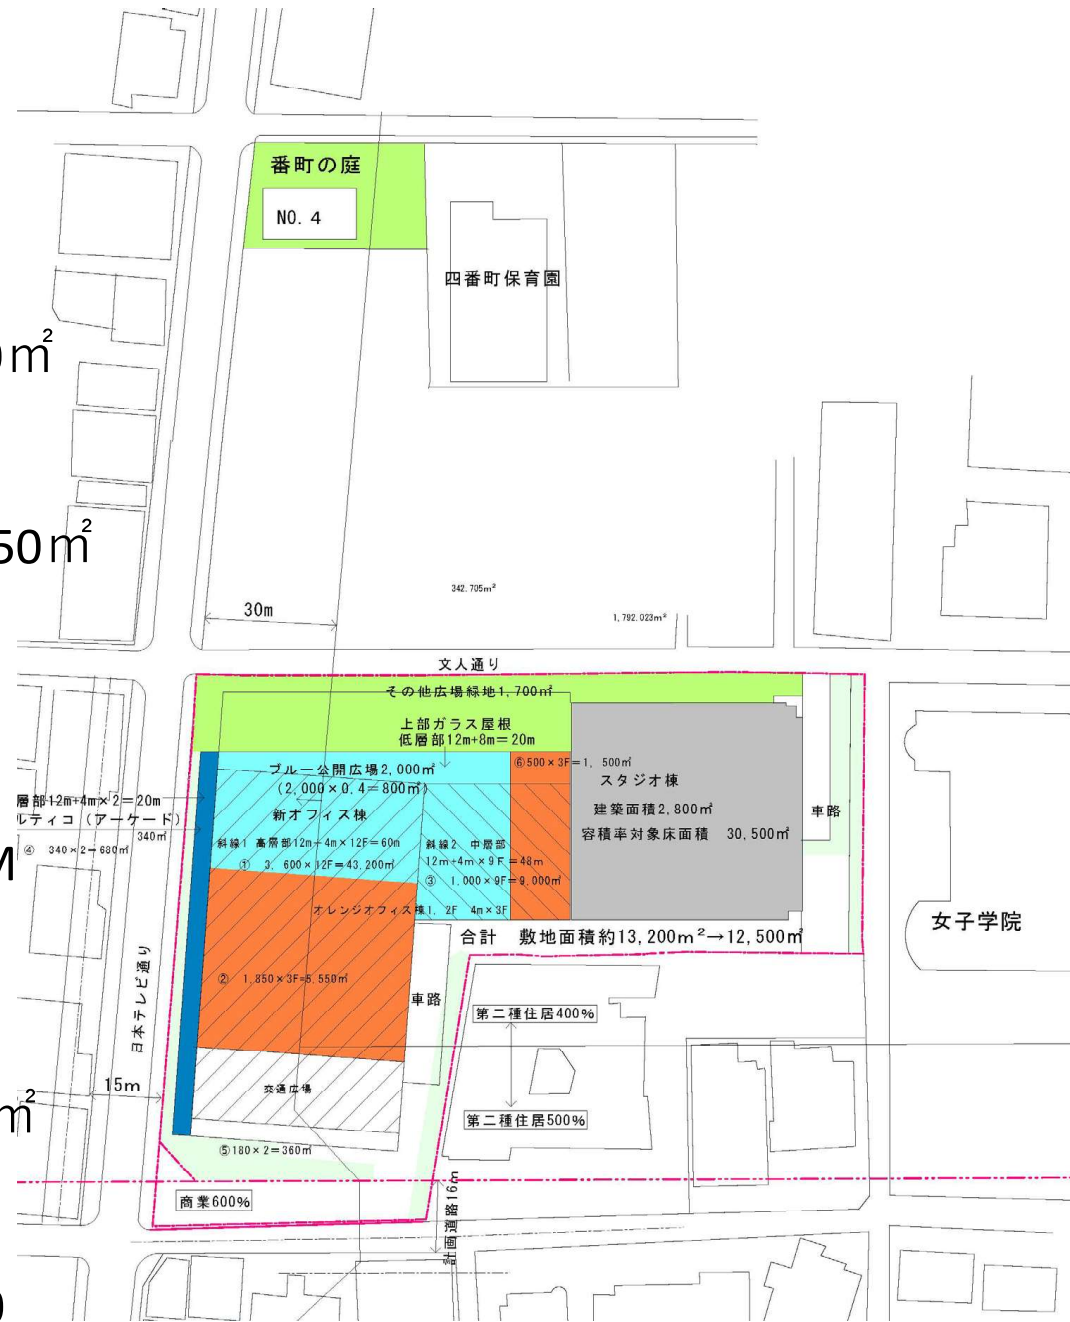 番町の庭
NO. 4
四番町保育園
㎡
50㎡
342.705m²
1,792.023m²
30m
文人通り
その他広場緑地1,700㎡
上部ガラス屋根
低層部12m+8m=20m
⑥500×3F=1, 500㎡
ブルー公開広場2,000㎡
(2,000×0.4=800㎡)
スタジオ棟
建築面積2,800㎡
容積率対象床面積 30,500㎡
車路
層部12m+4m×2=20m
ルティコ（アーケード）
340㎡
④ 340×2=680㎡
新オフィス棟
斜線1 高層部12m+4m×12F=60m
① 3, 600×12F=43,200㎡
斜線2 中層部
12m+4m×9F=48m
③ 1,000×9F=9,000㎡
オレンジオフィス棟1, 2F 4m×3F
M
合計 敷地面積約13,200m²→12,500㎡
女子学院
日本テレビ通り
② 1,850×3F=5,550㎡
車路
第二種住居400%
第二種住居500%
15m
㎡
交通広場
⑤180×2=360㎡
商業600%
計画道路16m